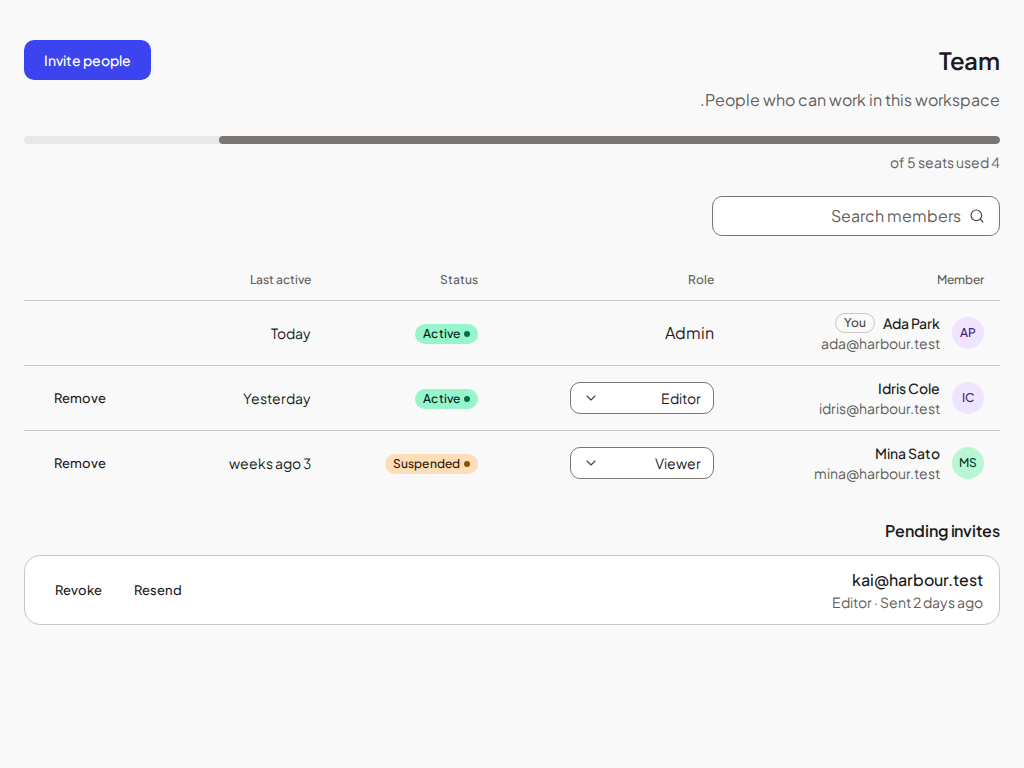 Team
Invite people
.People who can work in this workspace
of 5 seats used 4
Search members
Member
Role
Status
Last active
AP
Ada Park
You
ada@harbour.test
Admin
Active
Today
IC
Idris Cole
idris@harbour.test
Editor
Active
Yesterday
Remove
MS
Mina Sato
mina@harbour.test
Viewer
Suspended
weeks ago 3
Remove
Pending invites
kai@harbour.test
Editor · Sent 2 days ago
Resend
Revoke